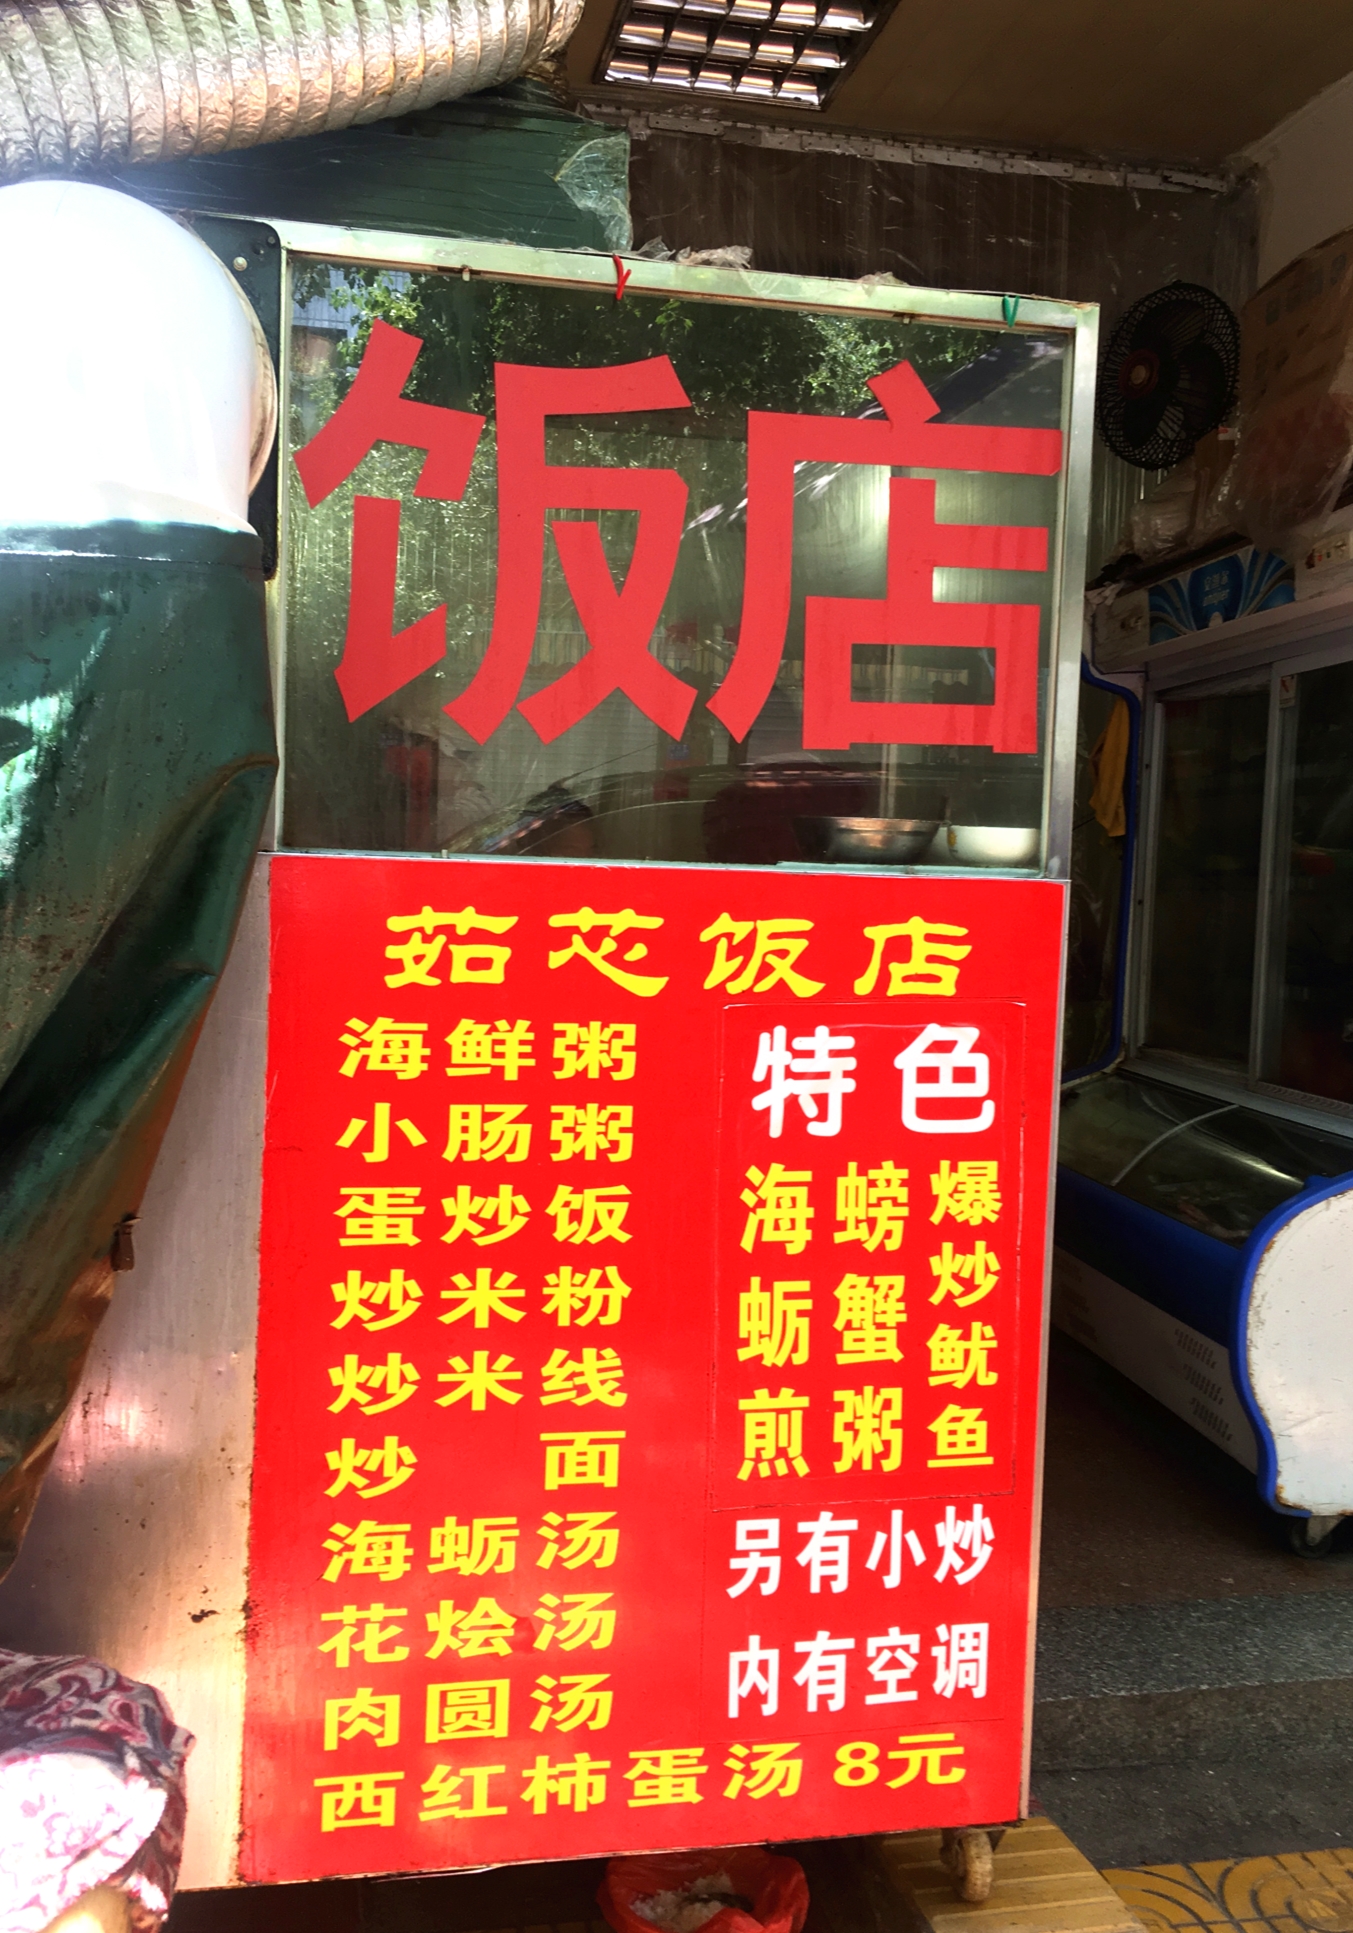 饭店
茹芯饭店
海鲜粥
小肠粥
蛋炒饭
炒米粉
炒米线
炒 面
海蛎汤
花烩汤
肉圆汤
西红柿蛋汤 8元
特色
海蛎煎
螃蟹粥
爆炒鱿鱼
另有小炒
内有空调